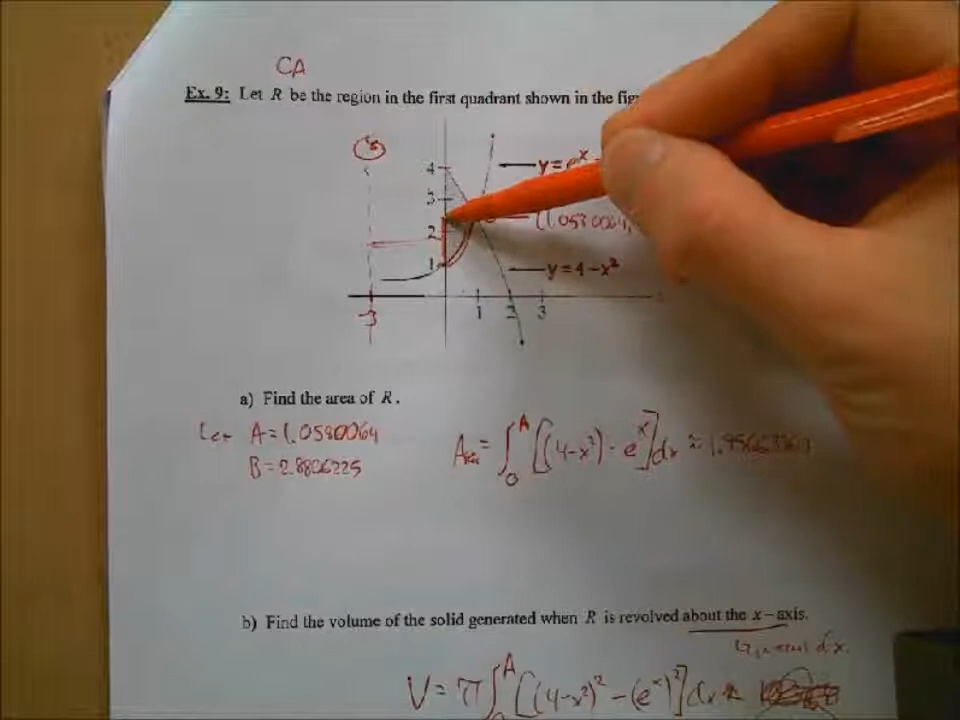 CA
Ex. 9: Let R be the region in the first quadrant shown in the
4
3
2
1
y = e^x
(1.0580064,
y = 4 - x²
-3
1 2 3
a) Find the area of R.
Let A = 1.0580064
B = 2.8806225
= ∫₀^A [(4-x²) - e^x] dx ≈
b) Find the volume of the solid generated when R is revolved about the x-axis.
dx.
V = π ∫₀^A [(4-x²)² - (e^x)²] dx ≈